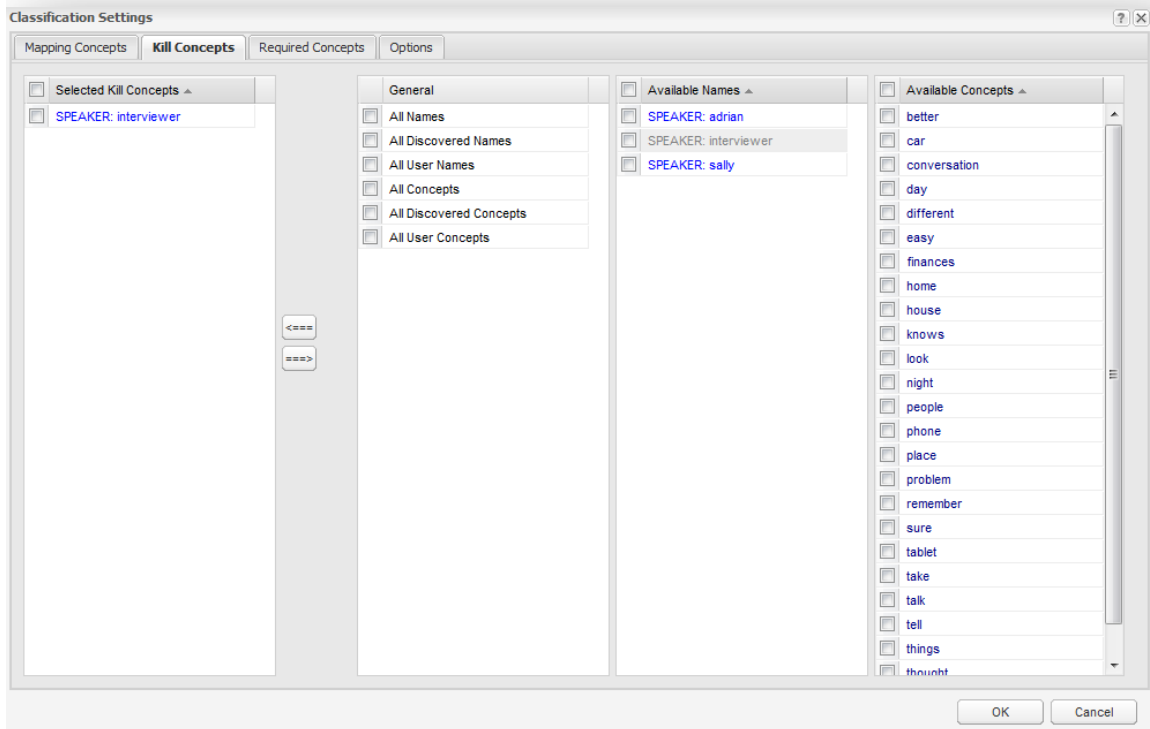 Classification Settings
? X
Mapping Concepts Kill Concepts Required Concepts Options
Selected Kill Concepts
SPEAKER: interviewer
<===
===>
General
All Names
All Discovered Names
All User Names
All Concepts
All Discovered Concepts
All User Concepts
Available Names
SPEAKER: adrian
SPEAKER: interviewer
SPEAKER: sally
Available Concepts
better
car
conversation
day
different
easy
finances
home
house
knows
look
night
people
phone
place
problem
remember
sure
tablet
take
talk
tell
things
thought
OK Cancel